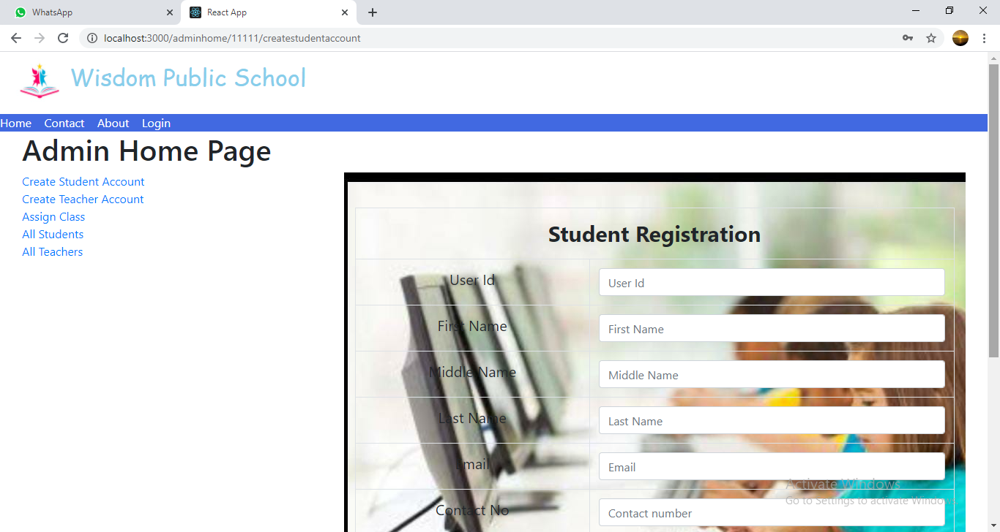 WhatsApp
React App
localhost:3000/adminhome/11111/createstudentaccount
Wisdom Public School
Home Contact About Login
Admin Home Page
Create Student Account
Create Teacher Account
Assign Class
All Students
All Teachers
Student Registration
User Id User Id
First Name First Name
Middle Name Middle Name
Last Name Last Name
Email Email
Contact No Contact number
Activate Windows
Go to Settings to activate Windows.